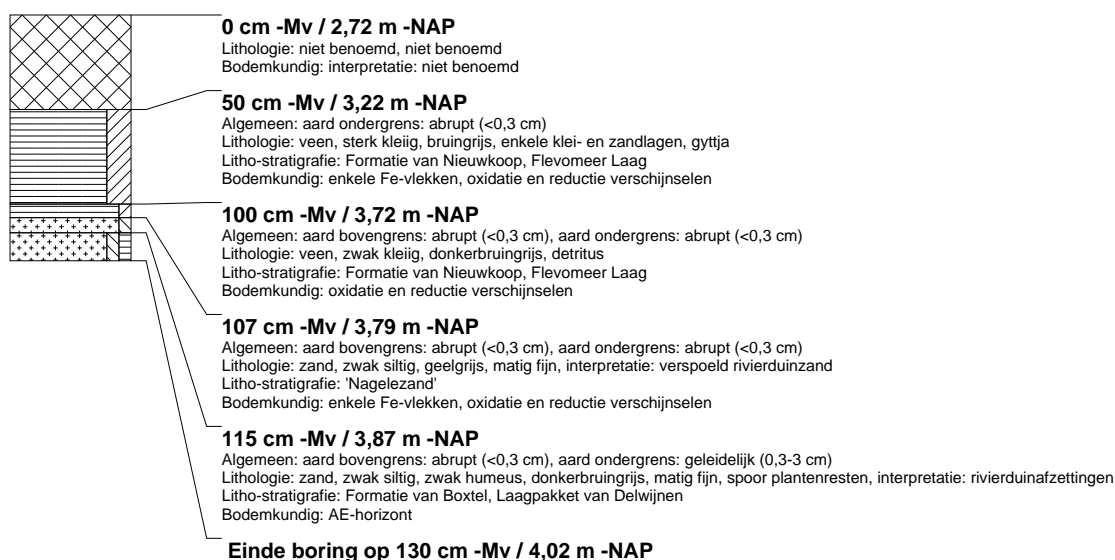 0 cm -Mv / 2,72 m -NAP
Lithologie: niet benoemd, niet benoemd
Bodemkundig: interpretatie: niet benoemd
50 cm -Mv / 3,22 m -NAP
Algemeen: aard ondergrens: abrupt (<0,3 cm)
Lithologie: veen, sterk kleiig, bruingrijs, enkele klei- en zandlagen, gyttja
Litho-stratigrafie: Formatie van Nieuwkoop, Flevomeer Laag
Bodemkundig: enkele Fe-vlekken, oxidatie en reductie verschijnselen
100 cm -Mv / 3,72 m -NAP
Algemeen: aard bovengrens: abrupt (<0,3 cm), aard ondergrens: abrupt (<0,3 cm)
Lithologie: veen, zwak kleiig, donkerbruingrijs, detritus
Litho-stratigrafie: Formatie van Nieuwkoop, Flevomeer Laag
Bodemkundig: oxidatie en reductie verschijnselen
107 cm -Mv / 3,79 m -NAP
Algemeen: aard bovengrens: abrupt (<0,3 cm), aard ondergrens: abrupt (<0,3 cm)
Lithologie: zand, zwak siltig, geelgrijs, matig fijn, interpretatie: verspoeld rivierduinzand
Litho-stratigrafie: 'Nagelezand'
Bodemkundig: enkele Fe-vlekken, oxidatie en reductie verschijnselen
115 cm -Mv / 3,87 m -NAP
Algemeen: aard bovengrens: abrupt (<0,3 cm), aard ondergrens: geleidelijk (0,3-3 cm)
Lithologie: zand, zwak siltig, zwak humeus, donkerbruingrijs, matig fijn, spoor plantenresten, interpretatie: rivierduinafzettingen
Litho-stratigrafie: Formatie van Boxtel, Laagpakket van Delwijnen
Bodemkundig: AE-horizont
Einde boring op 130 cm -Mv / 4,02 m -NAP